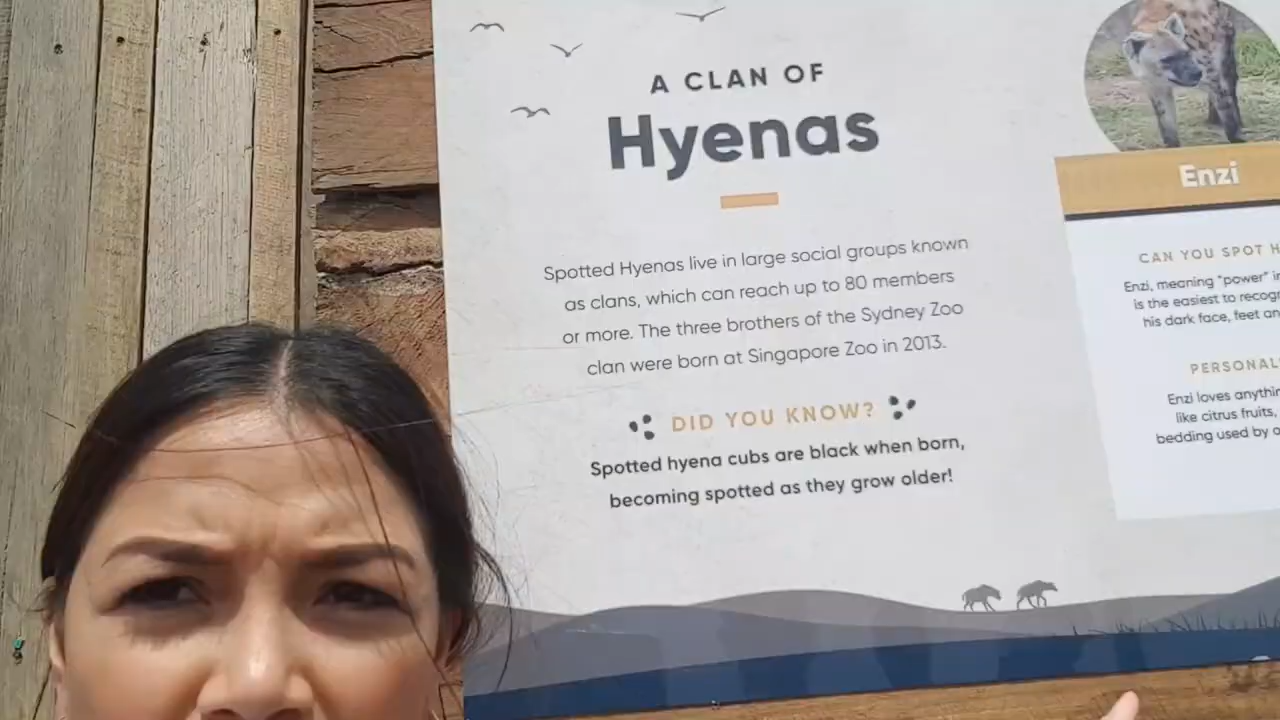 A CLAN OF
Hyenas
Spotted Hyenas live in large social groups known
as clans, which can reach up to 80 members
or more. The three brothers of the Sydney Zoo
clan were born at Singapore Zoo in 2013.
DID YOU KNOW?
Spotted hyena cubs are black when born,
becoming spotted as they grow older!
Enzi
CAN YOU SPOT
Enzi, meaning "power"
is the easiest to
his dark face, feet
Enzi loves
like citrus fruits,
bedding used by